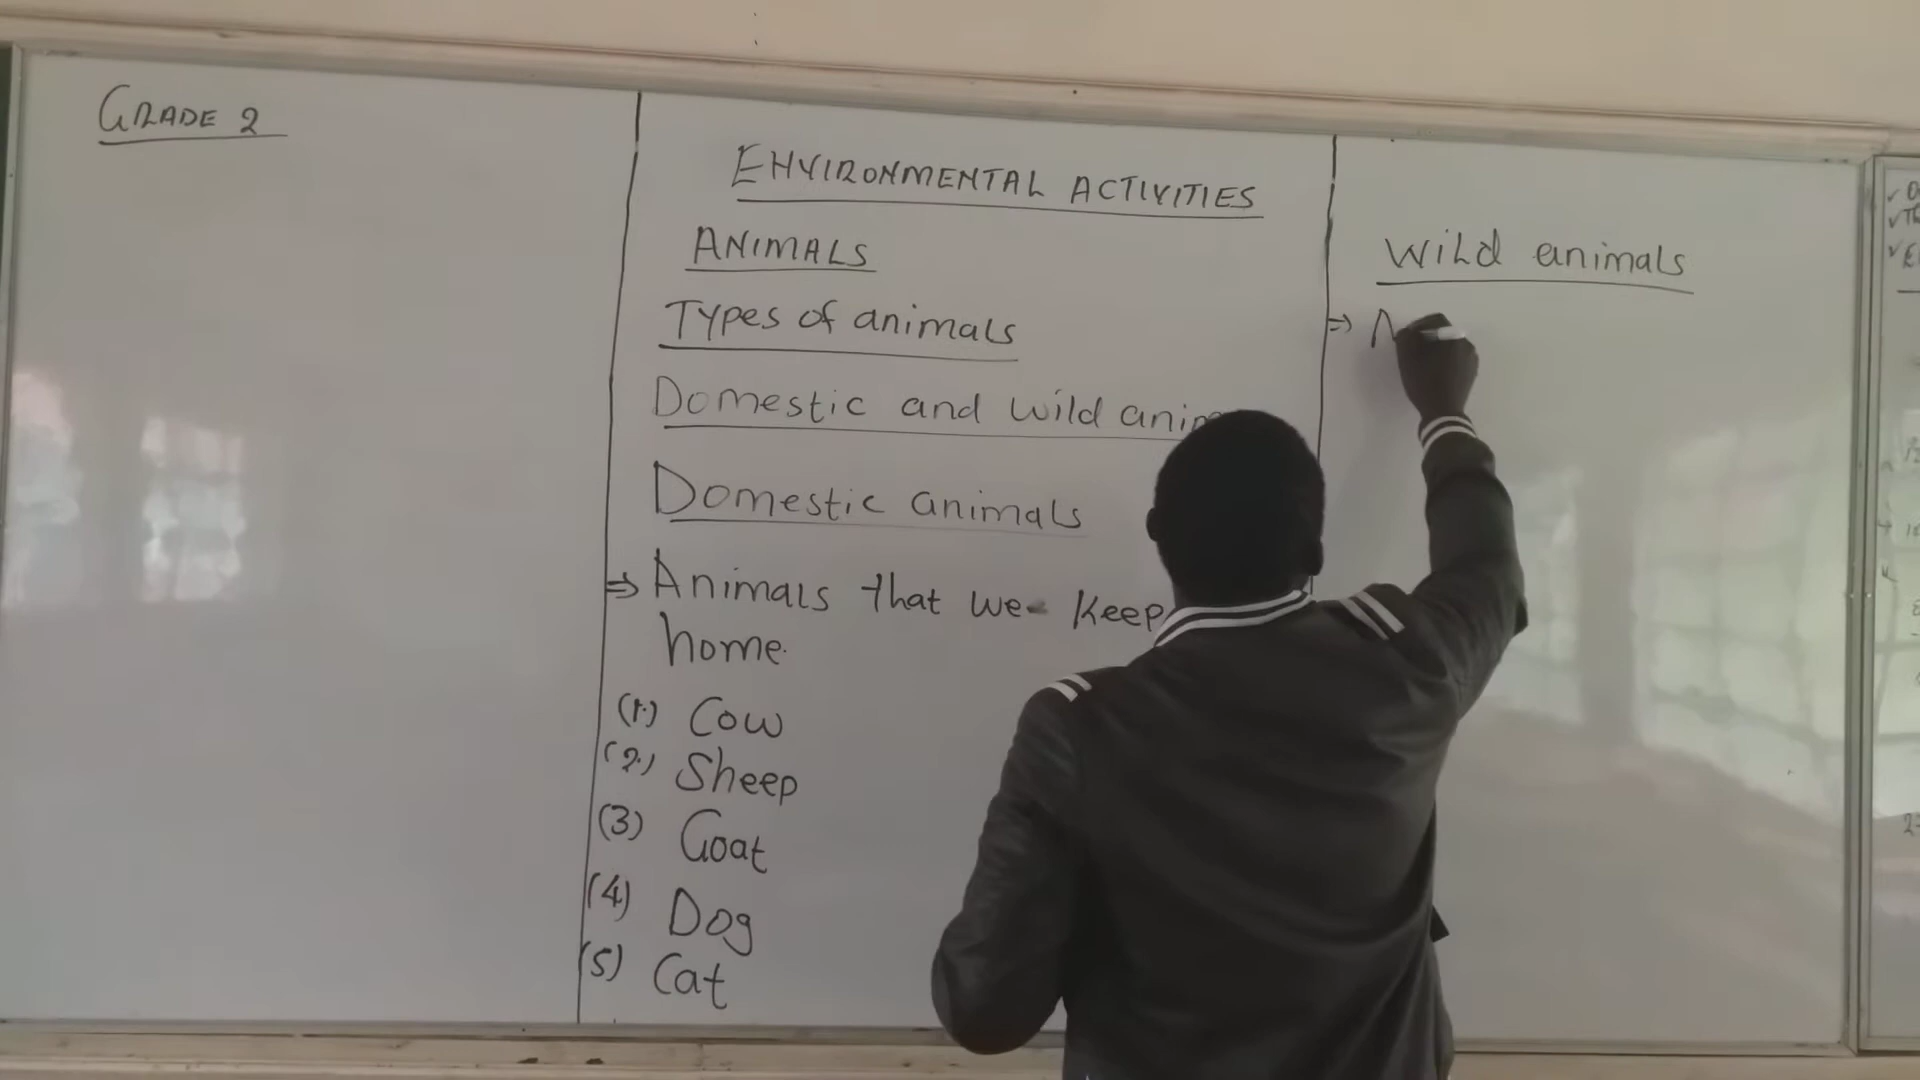 GRADE 2
ENVIRONMENTAL ACTIVITIES
ANIMALS
Types of animals
Domestic and wild
Domestic animals
⇒ Animals that we keep
home.
(1.) Cow
(2.) Sheep
(3) Goat
(4) Dog
(5) Cat
Wild animals
⇒